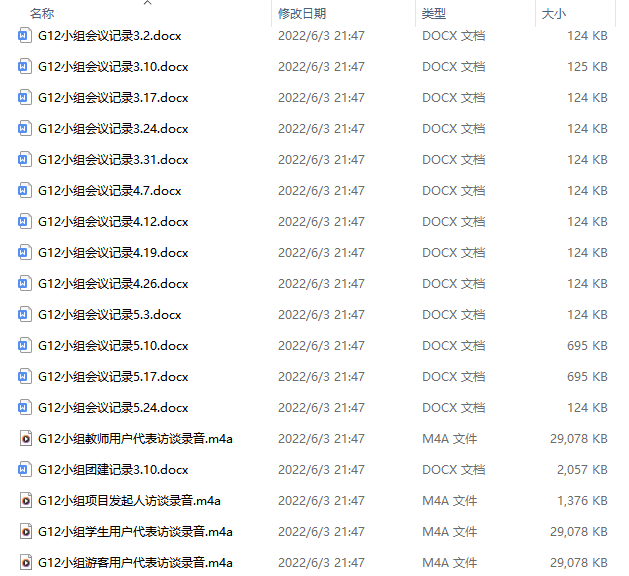 名称 修改日期 类型 大小
G12小组会议记录3.2.docx 2022/6/3 21:47 DOCX 文档 124 KB
G12小组会议记录3.10.docx 2022/6/3 21:47 DOCX 文档 125 KB
G12小组会议记录3.17.docx 2022/6/3 21:47 DOCX 文档 124 KB
G12小组会议记录3.24.docx 2022/6/3 21:47 DOCX 文档 124 KB
G12小组会议记录3.31.docx 2022/6/3 21:47 DOCX 文档 124 KB
G12小组会议记录4.7.docx 2022/6/3 21:47 DOCX 文档 124 KB
G12小组会议记录4.12.docx 2022/6/3 21:47 DOCX 文档 124 KB
G12小组会议记录4.19.docx 2022/6/3 21:47 DOCX 文档 124 KB
G12小组会议记录4.26.docx 2022/6/3 21:47 DOCX 文档 124 KB
G12小组会议记录5.3.docx 2022/6/3 21:47 DOCX 文档 124 KB
G12小组会议记录5.10.docx 2022/6/3 21:47 DOCX 文档 695 KB
G12小组会议记录5.17.docx 2022/6/3 21:47 DOCX 文档 695 KB
G12小组会议记录5.24.docx 2022/6/3 21:47 DOCX 文档 124 KB
G12小组教师用户代表访谈录音.m4a 2022/6/3 21:47 M4A 文件 29,078 KB
G12小组团建记录3.10.docx 2022/6/3 21:47 DOCX 文档 2,057 KB
G12小组项目发起人访谈录音.m4a 2022/6/3 21:47 M4A 文件 1,376 KB
G12小组学生用户代表访谈录音.m4a 2022/6/3 21:47 M4A 文件 29,078 KB
G12小组游客用户代表访谈录音.m4a 2022/6/3 21:47 M4A 文件 29,078 KB